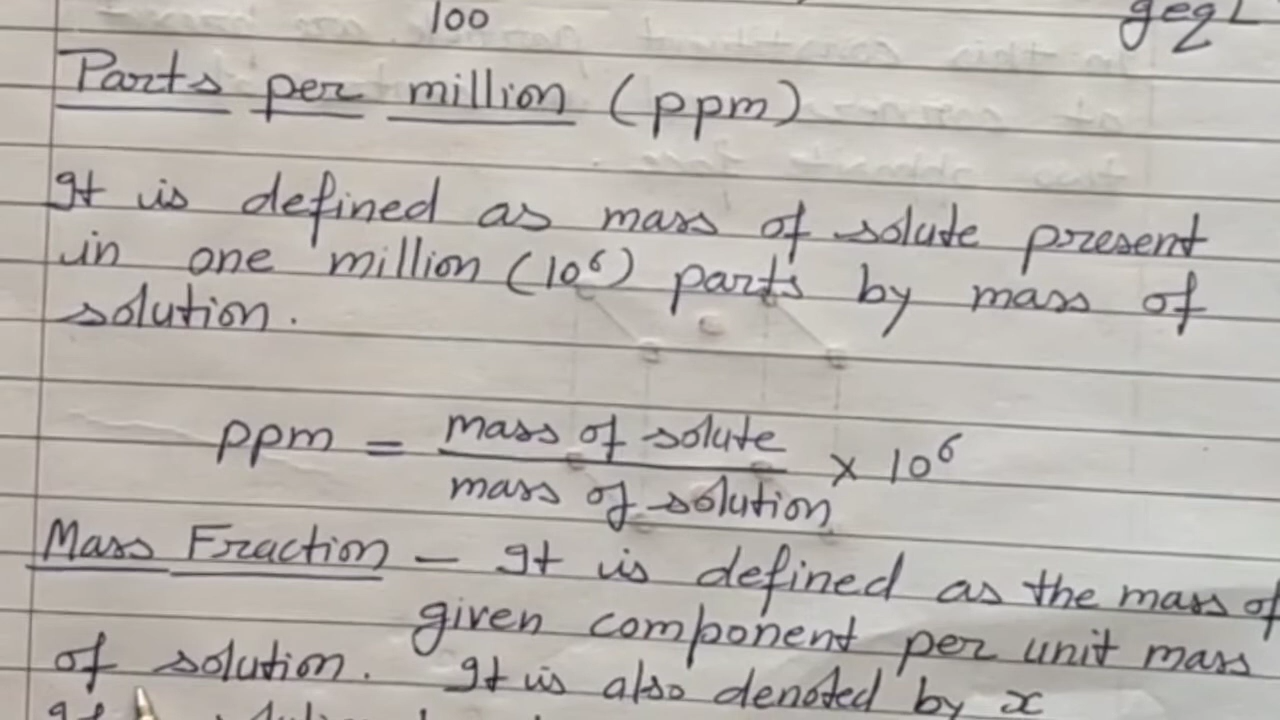 100
geqL
Parts per million (ppm)
It is defined as mass of solute present
in one million (10⁶) parts by mass of
solution.
ppm = mass of solute / mass of solution × 10⁶
Mass Fraction – It is defined as the mass of
given component per unit mass
of solution. It is also denoted by x